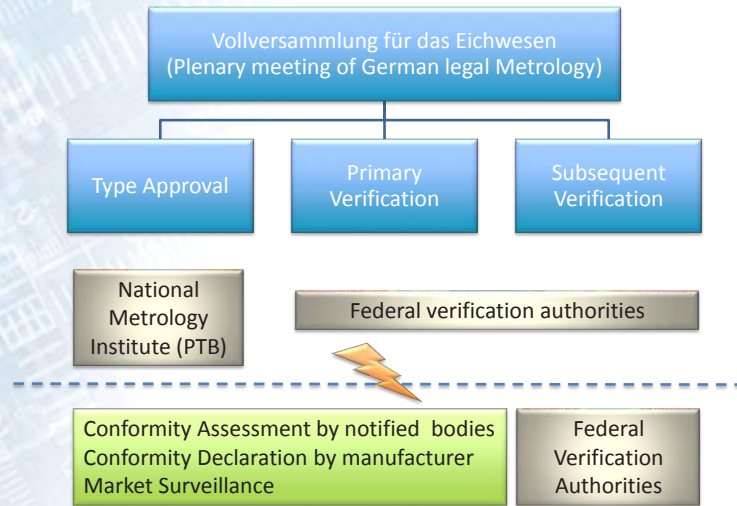 Vollversammlung für das Eichwesen
(Plenary meeting of German legal Metrology)
Type Approval
Primary
Verification
Subsequent
Verification
National
Metrology
Institute (PTB)
Federal verification authorities
Conformity Assessment by notified bodies
Conformity Declaration by manufacturer
Market Surveillance
Federal
Verification
Authorities